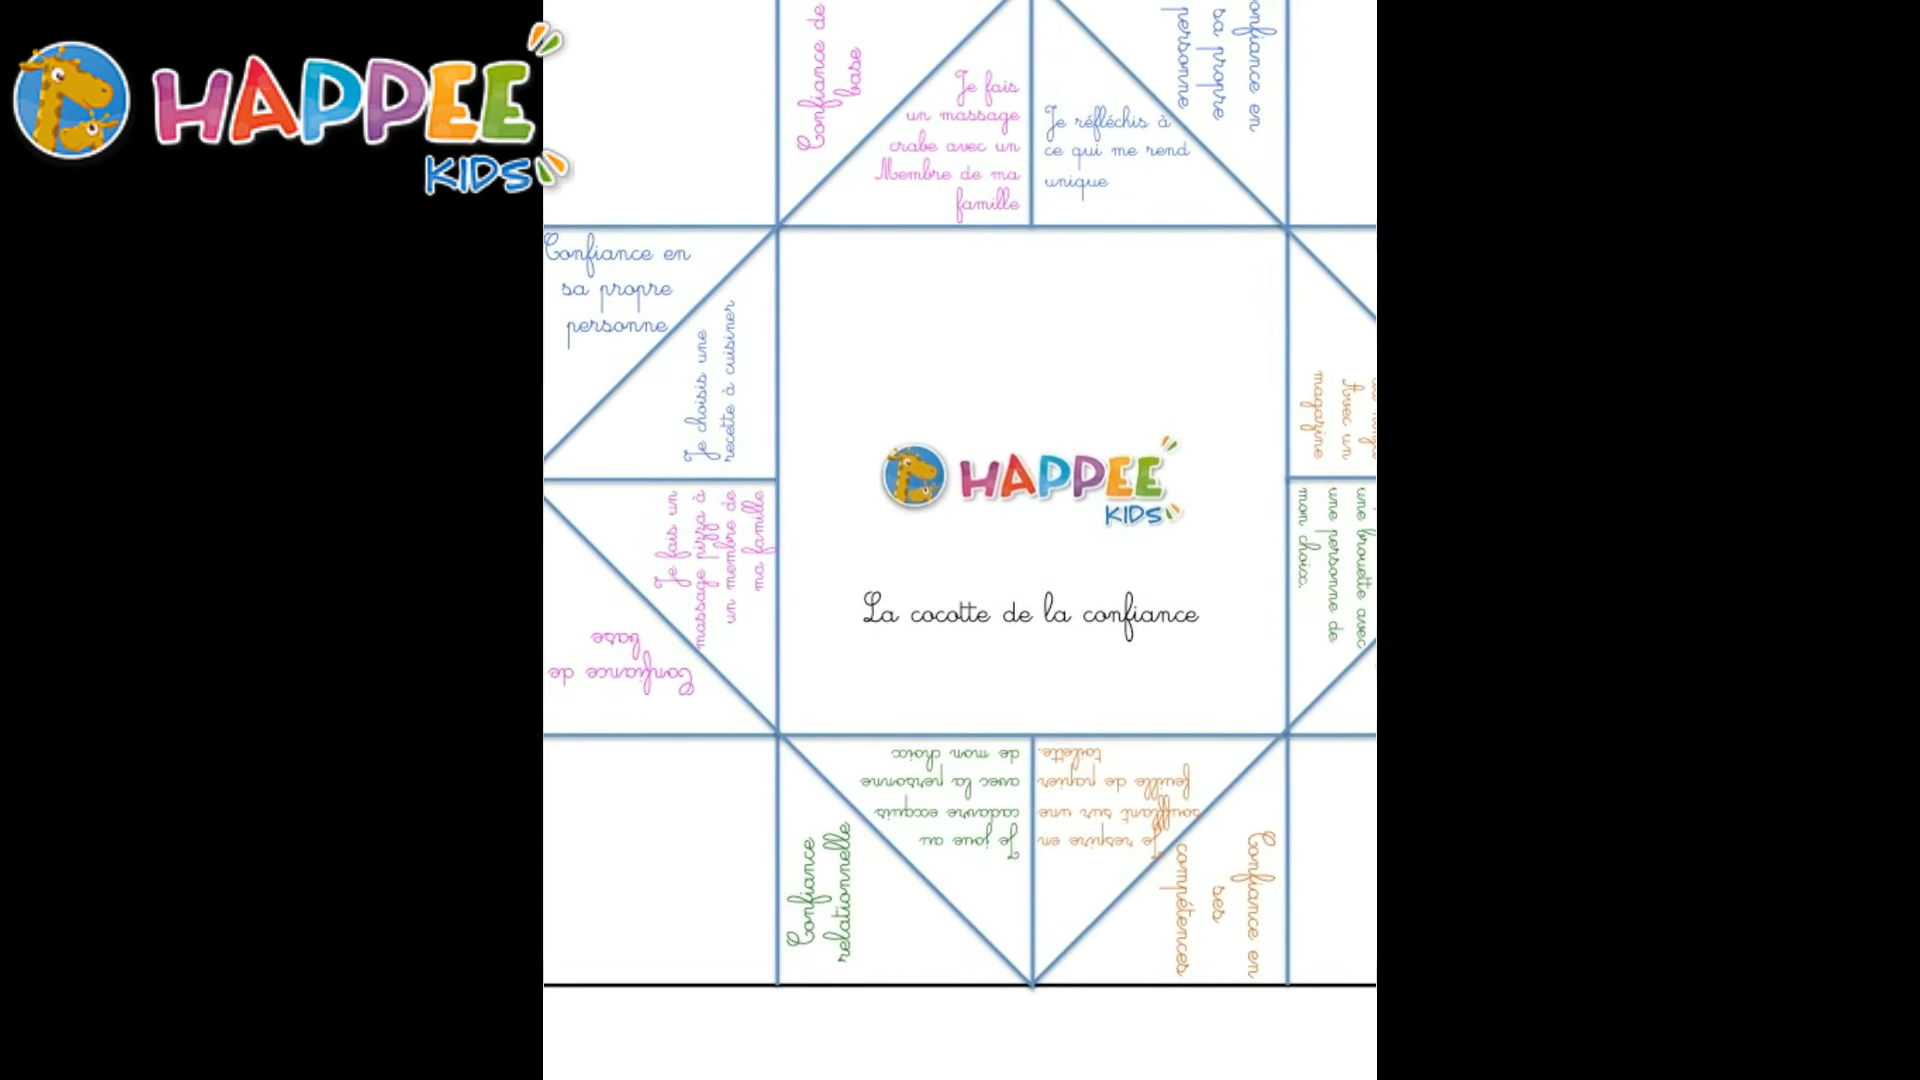 HAPPEE
KIDS
Confiance de
base
Je fais
un massage
crabe avec un
Membre de ma
famille
Je réfléchis à
ce qui me rend
unique
Confiance en
sa propre
personne
Confiance en
sa propre
personne
Je choisis une
recette à cuisiner
HAPPEE
KIDS
La cocotte de la confiance
Avec un
magazine
une brouette avec
une personne de
mon choix.
Je fais un
massage pizza à
un membre de
ma famille
Confiance de
base
Je joue au
cadavre excquis
avec la personne
de mon choix
Je respire en
soufflant sur une
feuille de papier
toilette.
Confiance
relationnelle
Confiance en
ses
compétences